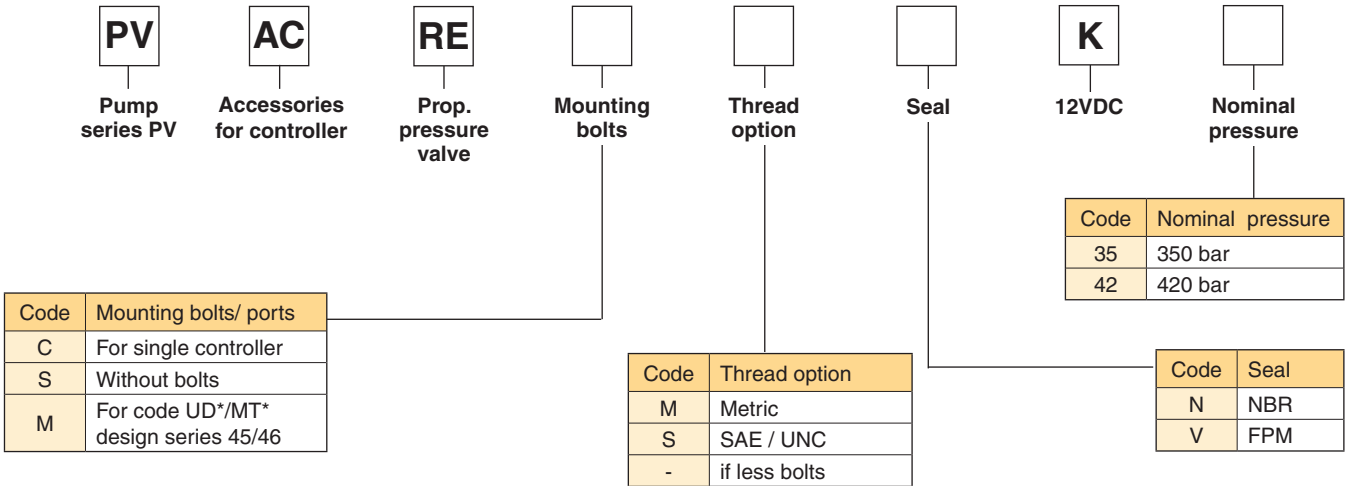 PV AC RE K
Pump series PV
Accessories for controller
Prop. pressure valve
Mounting bolts
Thread option
Seal
12VDC
Nominal pressure
Code Nominal pressure
35 350 bar
42 420 bar
Code Mounting bolts/ ports
C For single controller
S Without bolts
M For code UD*/MT*
design series 45/46
Code Thread option
M Metric
S SAE / UNC
- if less bolts
Code Seal
N NBR
V FPM